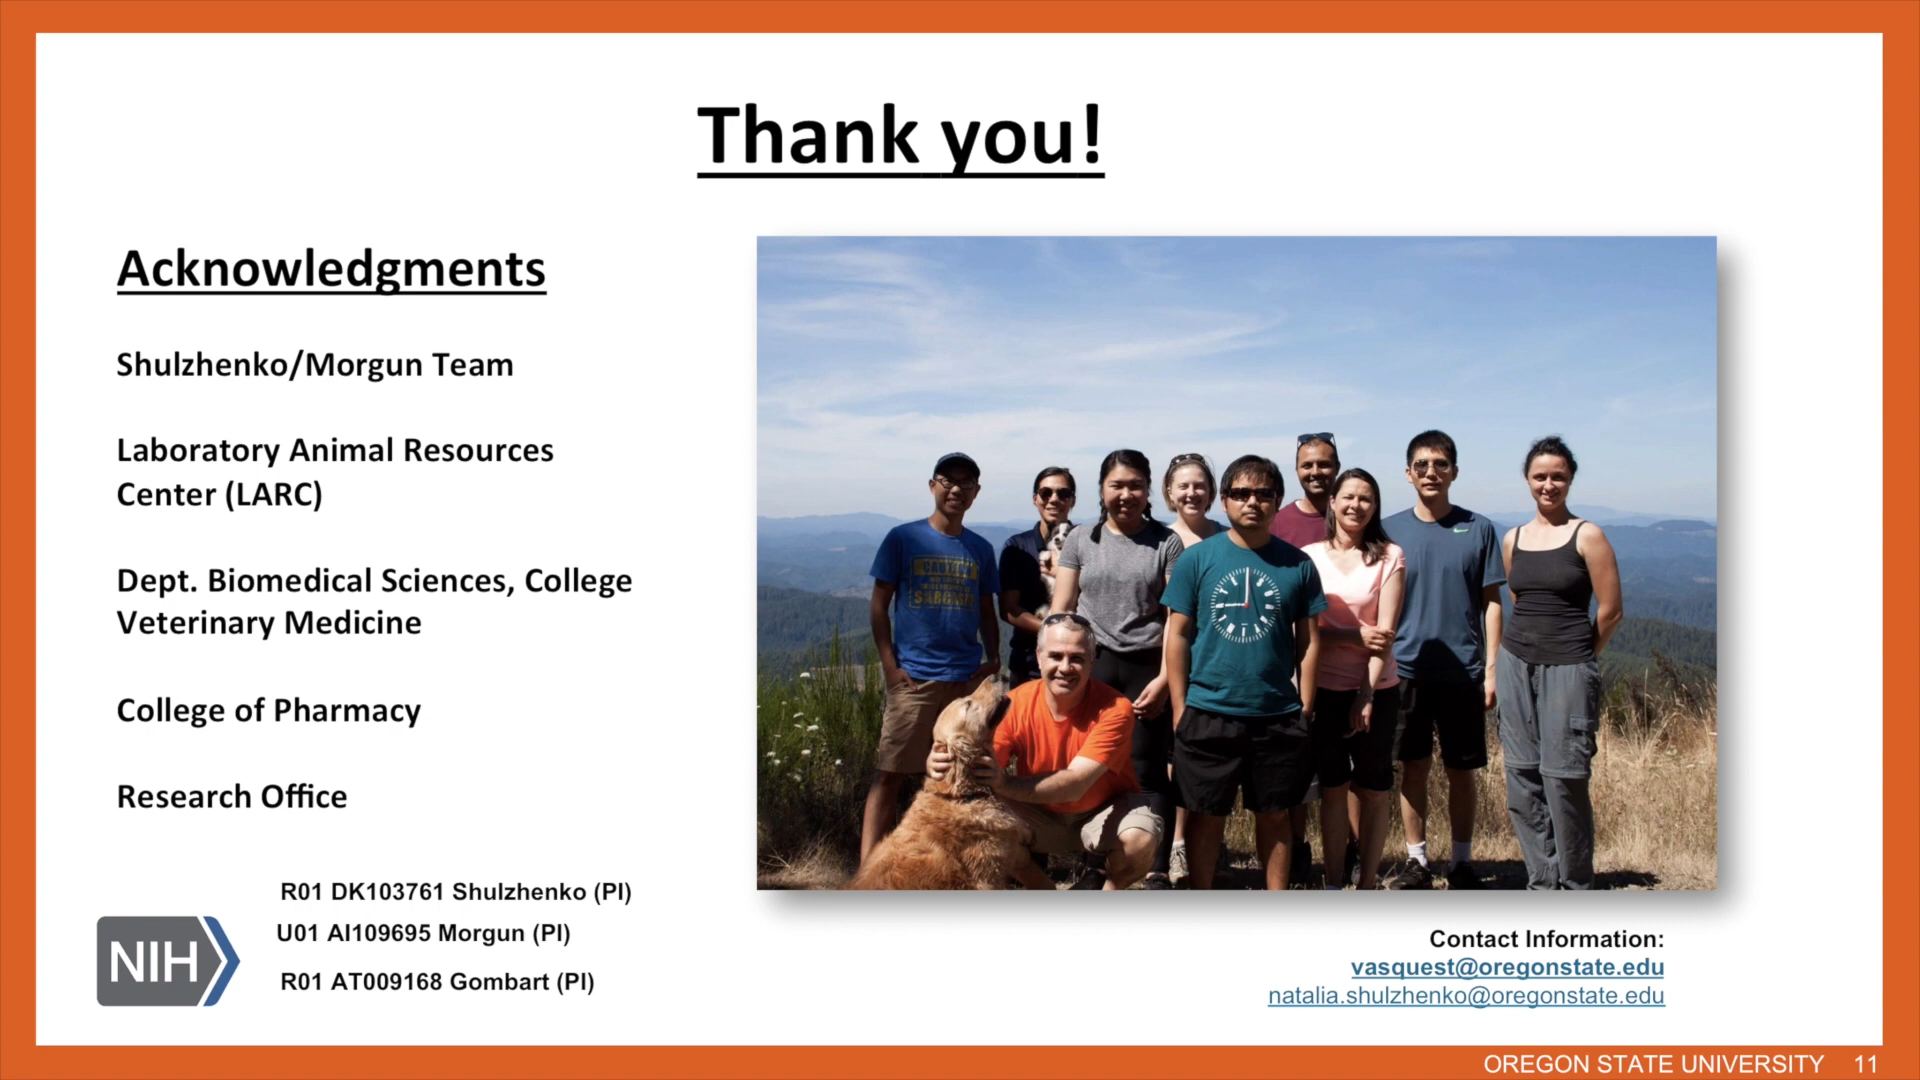 Thank you!
Acknowledgments
Shulzhenko/Morgun Team
Laboratory Animal Resources
Center (LARC)
Dept. Biomedical Sciences, College
Veterinary Medicine
College of Pharmacy
Research Office
NIH
R01 DK103761 Shulzhenko (PI)
U01 AI109695 Morgun (PI)
R01 AT009168 Gombart (PI)
Contact Information:
vasquest@oregonstate.edu
natalia.shulzhenko@oregonstate.edu
OREGON STATE UNIVERSITY 11